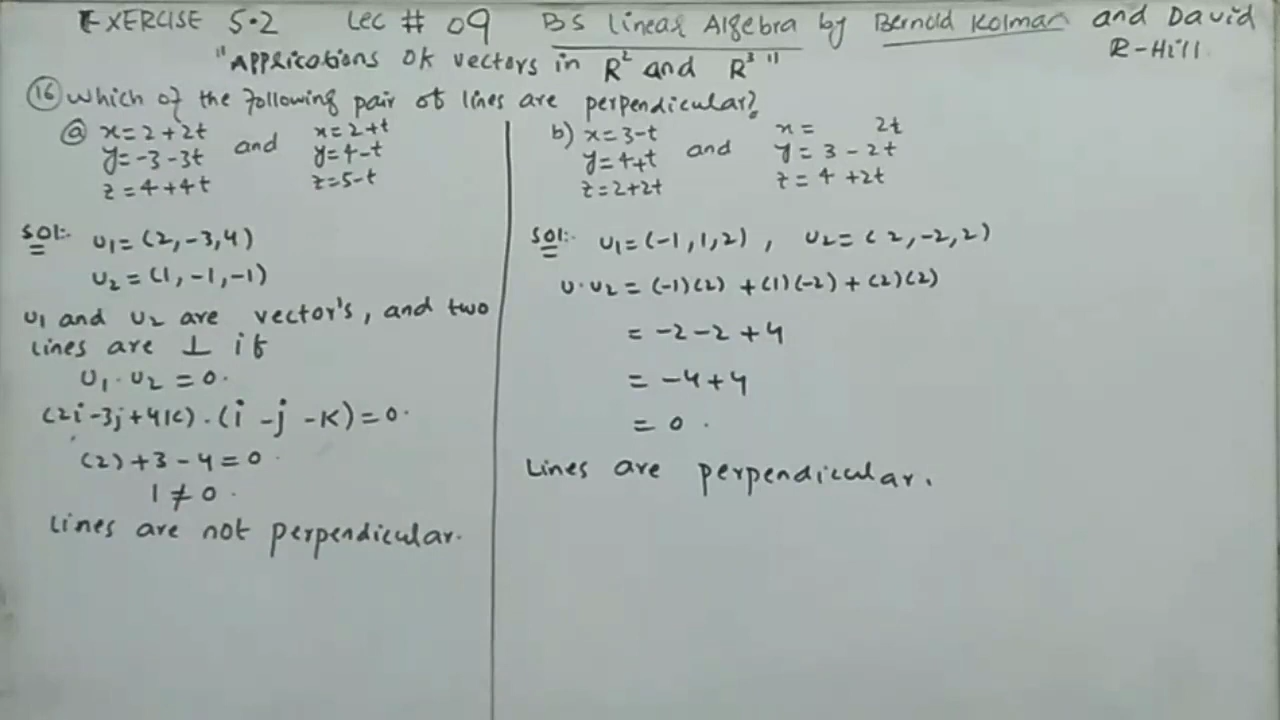 EXERCISE 5.2 Lec # 09 BS lineal Algebra by Bernold Kolman and David
R-Hill
"Applications ok vectors in R² and R³"
(16) Which of the following pair of lines are perpendicular?
(a) x=2+2t and x=2+t
y=-3-3t y=4-t
z=4+4t z=5-t
Sol:- u₁=(2,-3,4)
u₂=(1,-1,-1)
u₁ and u₂ are vector's, and two
lines are ⊥ if
u₁·u₂=0.
(2i-3j+4k)·(i-j-k)=0.
(2)+3-4=0.
1≠0.
lines are not perpendicular.
b) x=3-t and x= 2t
y=4+t y=3-2t
z=2+2t z=4+2t
Sol:- u₁=(-1,1,2), u₂=(2,-2,2)
u·u₂=(-1)(2)+(1)(-2)+(2)(2)
=-2-2+4
=-4+4
=0.
Lines are perpendicular.